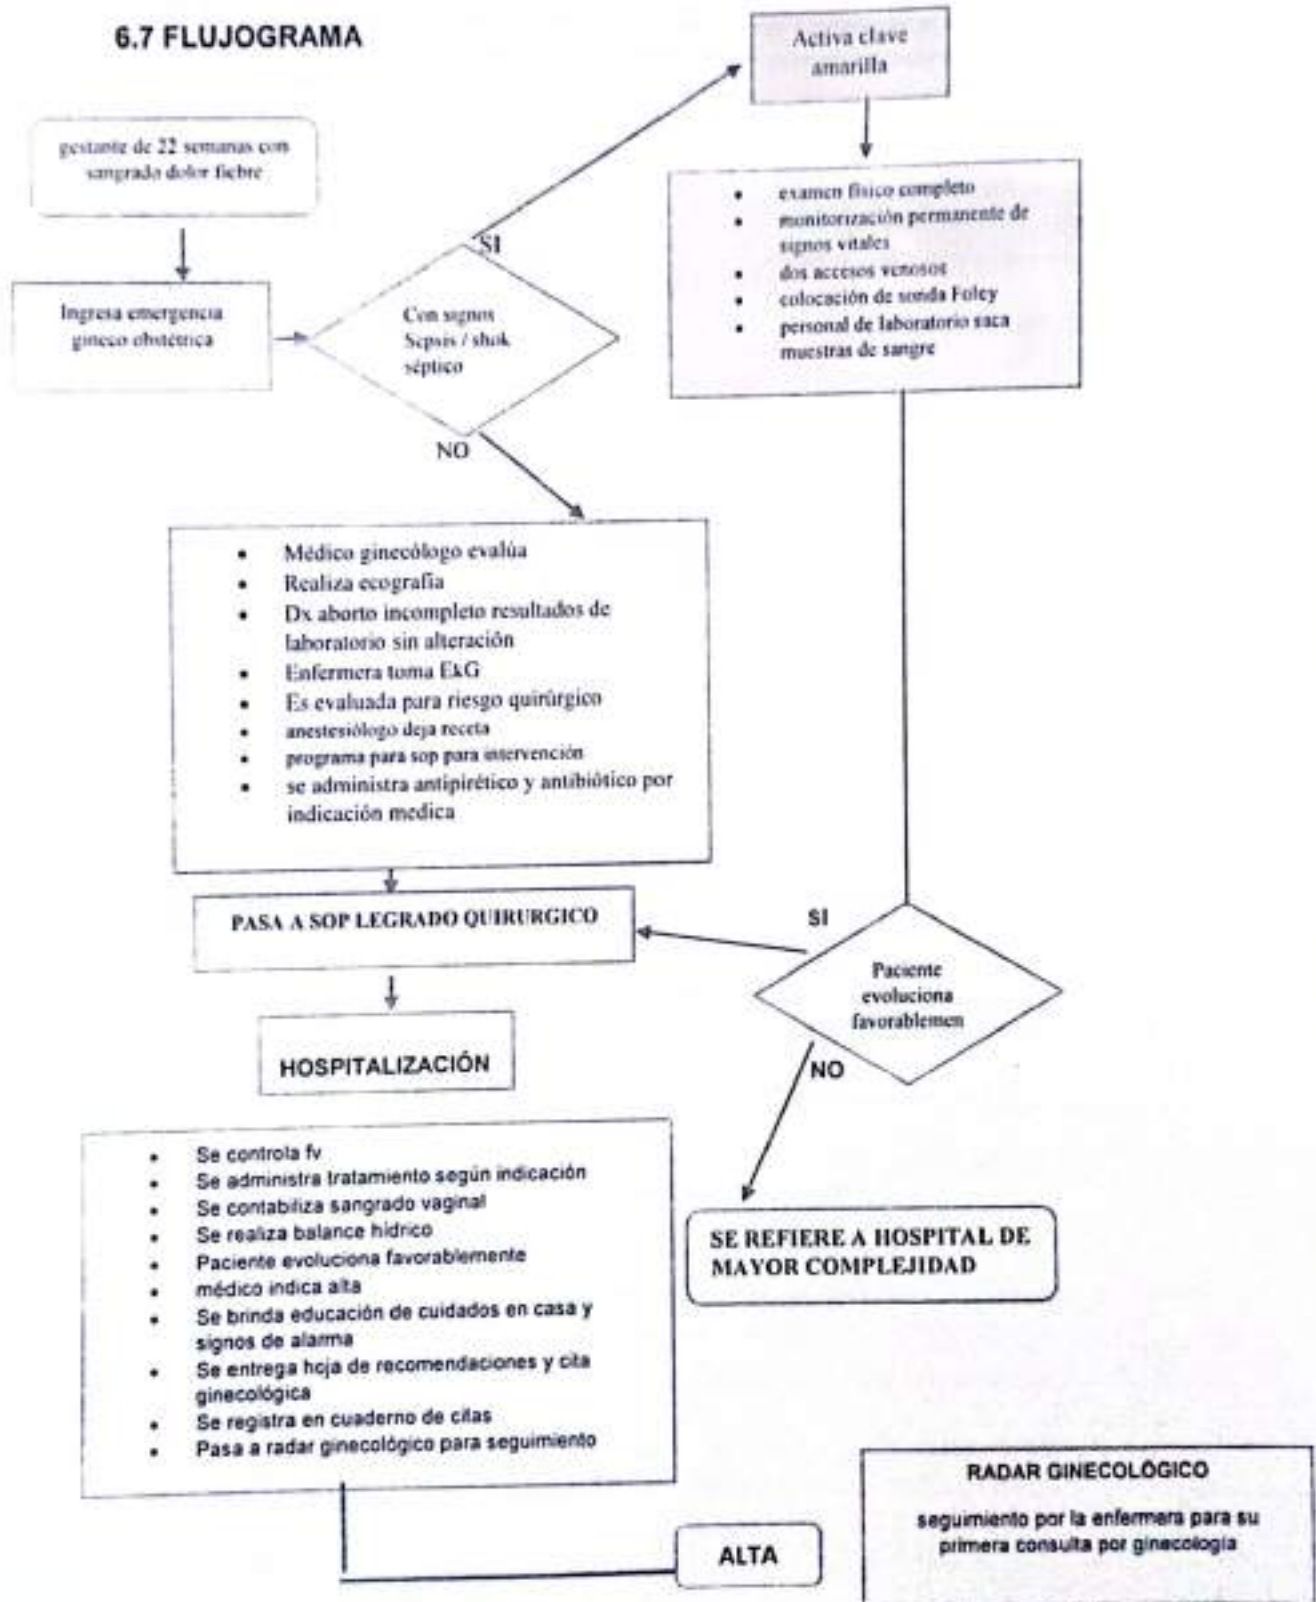 6.7 FLUJOGRAMA
Activa clave
amarilla
gestante de 22 semanas con
sangrado dolor fiebre
examen físico completo
monitorización permanente de
signos vitales
dos accesos venosos
colocación de sonda Foley
personal de laboratorio saca
muestras de sangre
SI
Ingresa emergencia
gineco obstétrica
Con signos
Sepsis / shok
séptico
NO
Médico ginecólogo evalúa
Realiza ecografía
Dx aborto incompleto resultados de
laboratorio sin alteración
Enfermera toma EkG
Es evaluada para riesgo quirúrgico
anestesiólogo deja receta
programa para sop para intervención
se administra antipirético y antibiótico por
indicación medica
PASA A SOP LEGRADO QUIRURGICO
SI
Paciente
evoluciona
favorablemen
NO
HOSPITALIZACIÓN
Se controla fv
Se administra tratamiento según indicación
Se contabiliza sangrado vaginal
Se realiza balance hídrico
Paciente evoluciona favorablemente
médico indica alta
Se brinda educación de cuidados en casa y
signos de alarma
Se entrega hoja de recomendaciones y cita
ginecológica
Se registra en cuaderno de citas
Pasa a radar ginecológico para seguimiento
SE REFIERE A HOSPITAL DE
MAYOR COMPLEJIDAD
ALTA
RADAR GINECOLÓGICO
seguimiento por la enfermera para su
primera consulta por ginecología